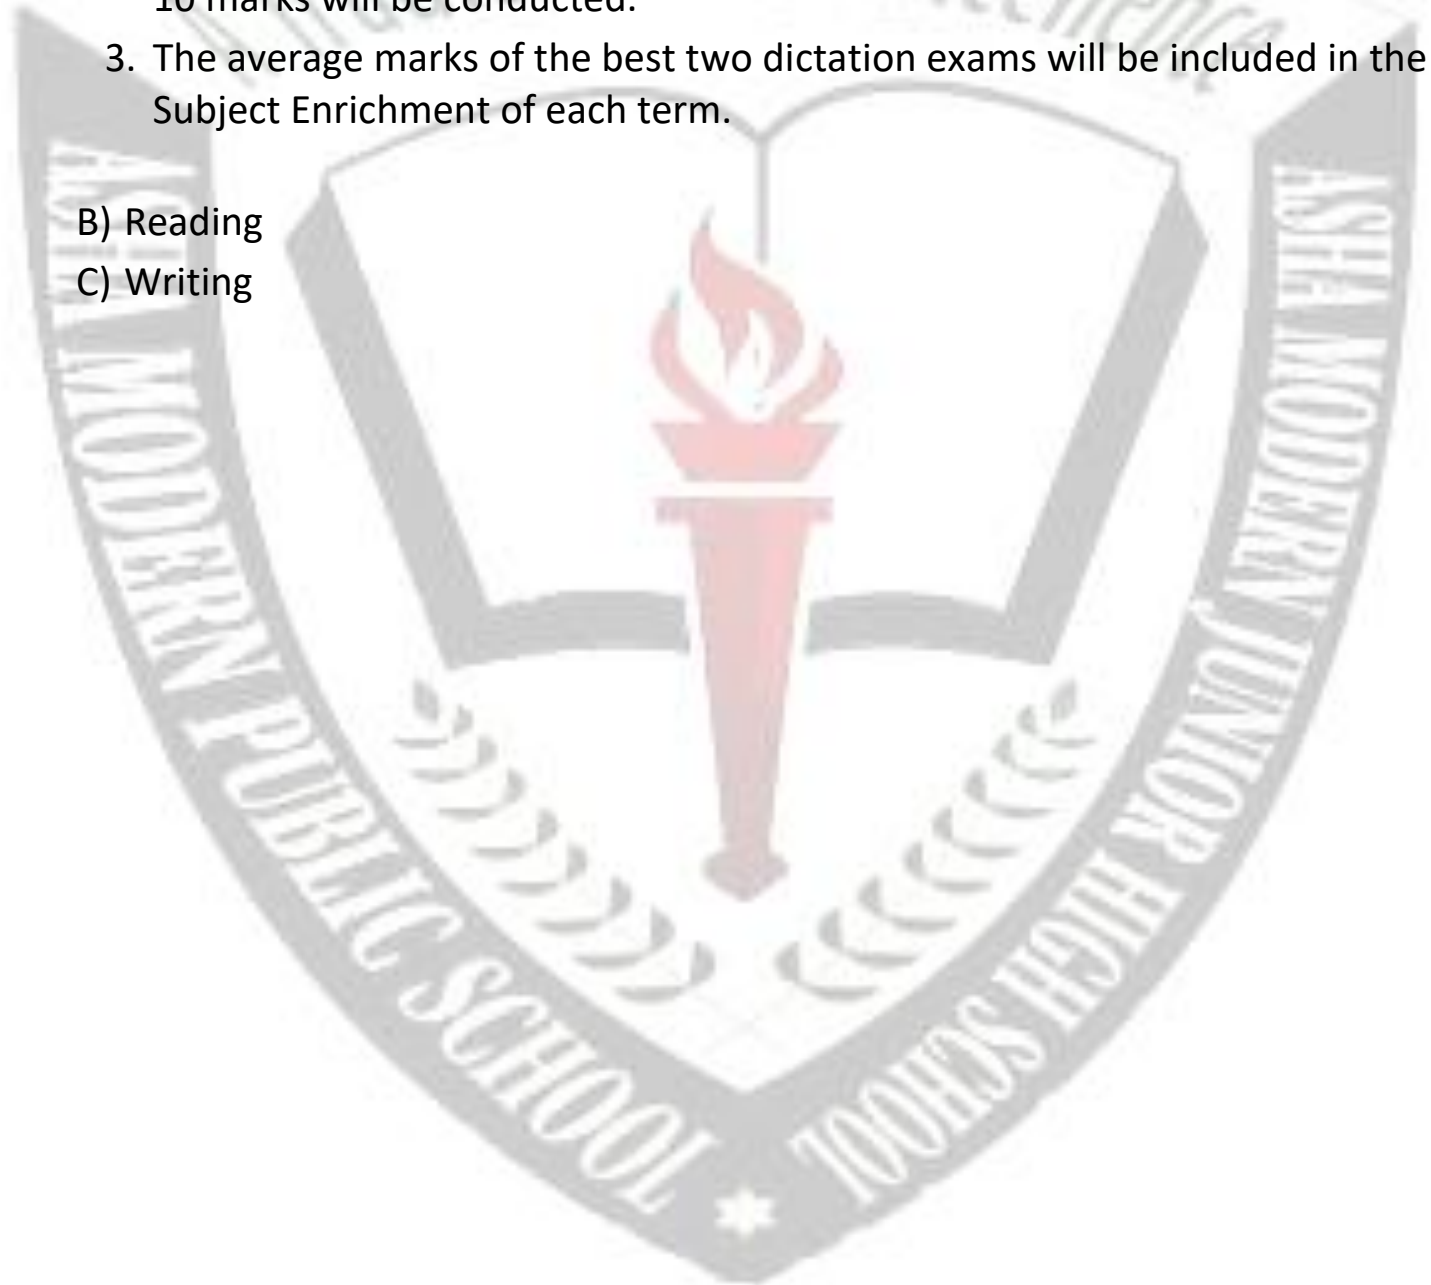 10 marks will be conducted.
3. The average marks of the best two dictation exams will be included in the
Subject Enrichment of each term.
B) Reading
C) Writing
ASHA MODERN PUBLIC SCHOOL
ASHA MODERN JUNIOR HIGH SCHOOL